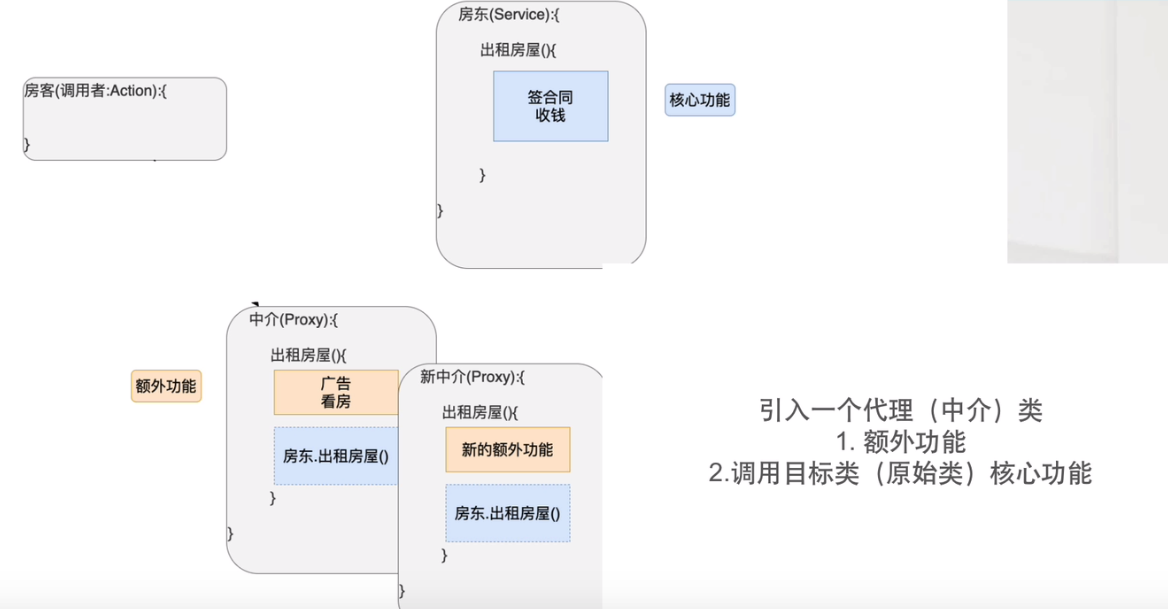 房东(Service):{
出租房屋(){
签合同
收钱
}
}
核心功能
房客(调用者:Action):{
}
中介(Proxy):{
出租房屋(){
广告
看房
房东.出租房屋()
}
}
额外功能
新中介(Proxy):{
出租房屋(){
新的额外功能
房东.出租房屋()
}
}
引入一个代理（中介）类
1. 额外功能
2.调用目标类（原始类）核心功能